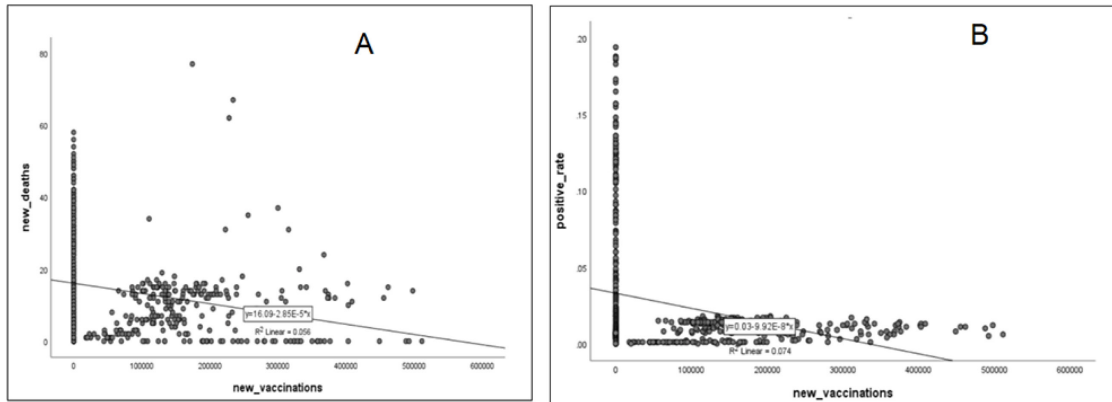 A
80
60
new_deaths
40
20
0
y=16.09-2.85E-5*x
R² Linear = 0.056
0 100000 200000 300000 400000 500000 600000
new_vaccinations
B
.20
.15
positive_rate
.10
.05
.00
y=0.03-9.92E-8*x
R² Linear = 0.074
0 100000 200000 300000 400000 500000 600000
new_vaccinations